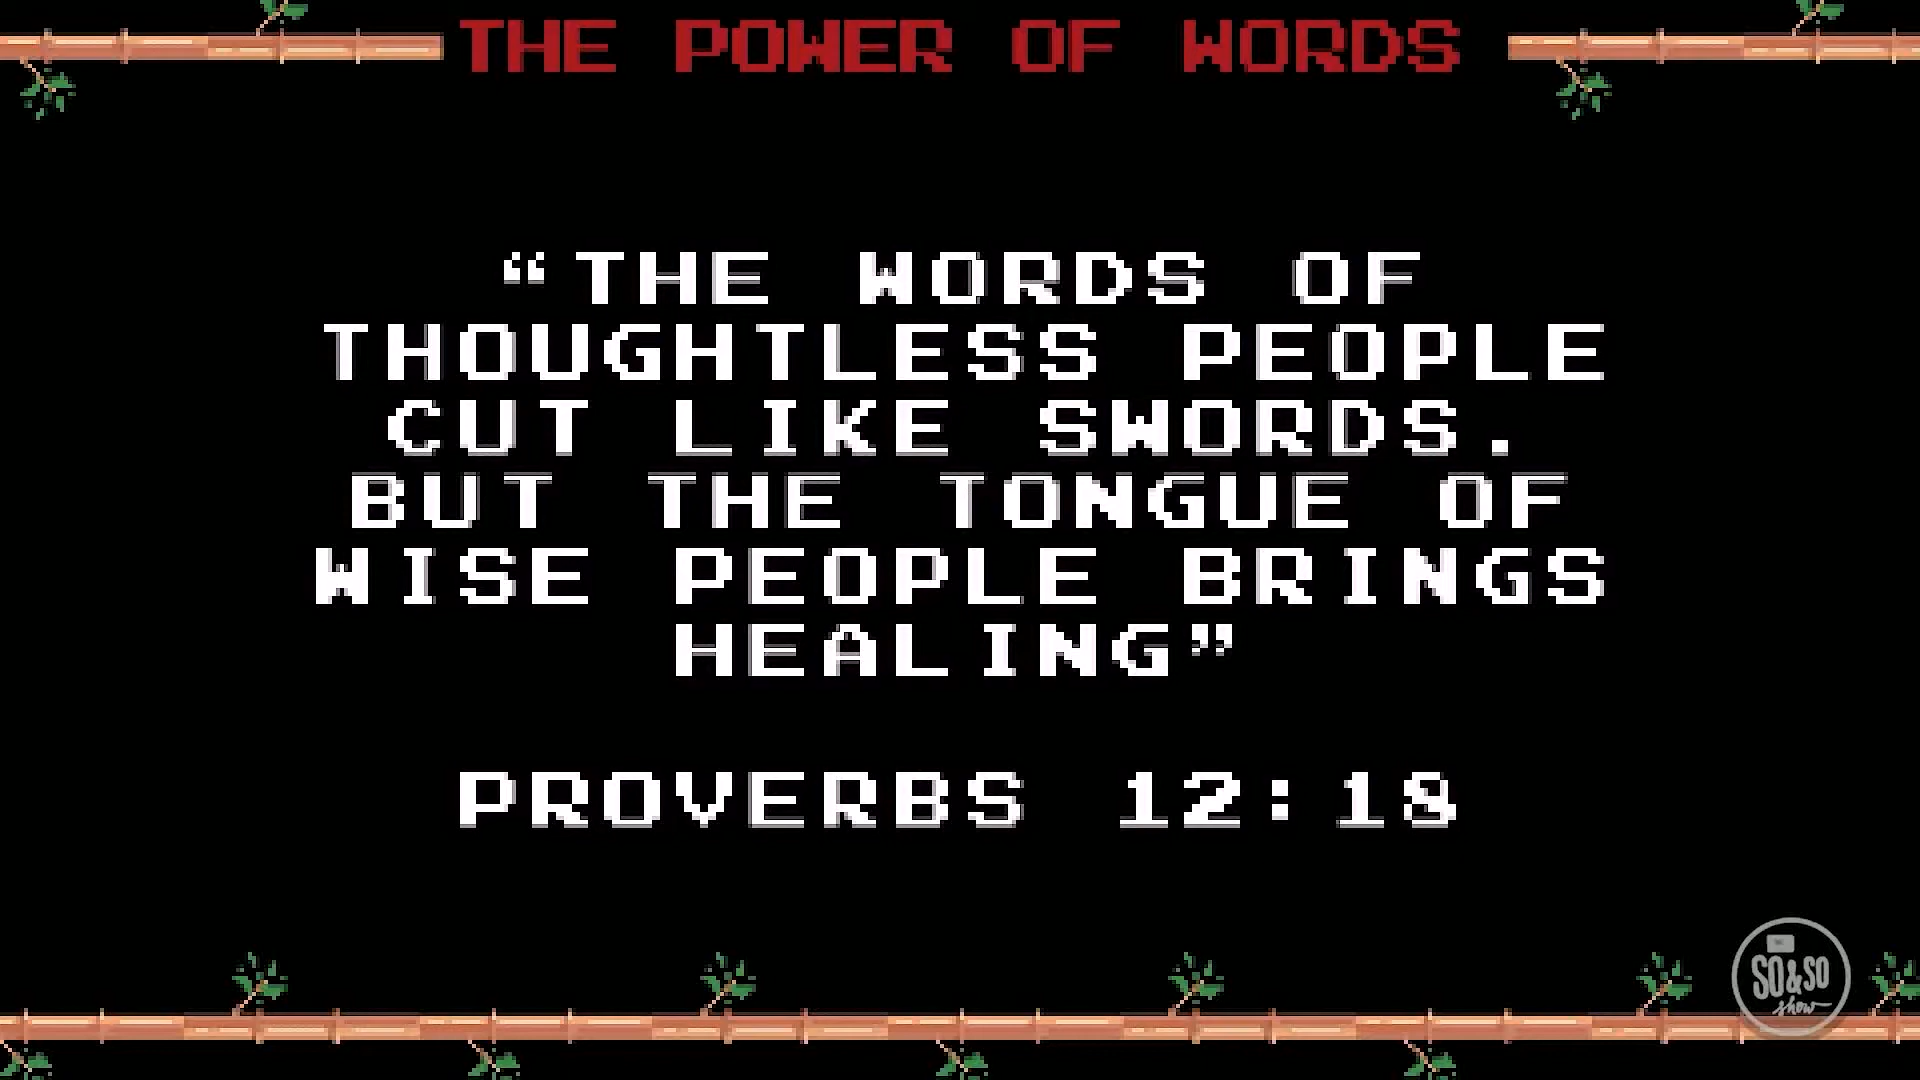 THE POWER OF WORDS
“THE WORDS OF
THOUGHTLESS PEOPLE
CUT LIKE SWORDS.
BUT THE TONGUE OF
WISE PEOPLE BRINGS
HEALING”
PROVERBS 12:18
SO&SO
show